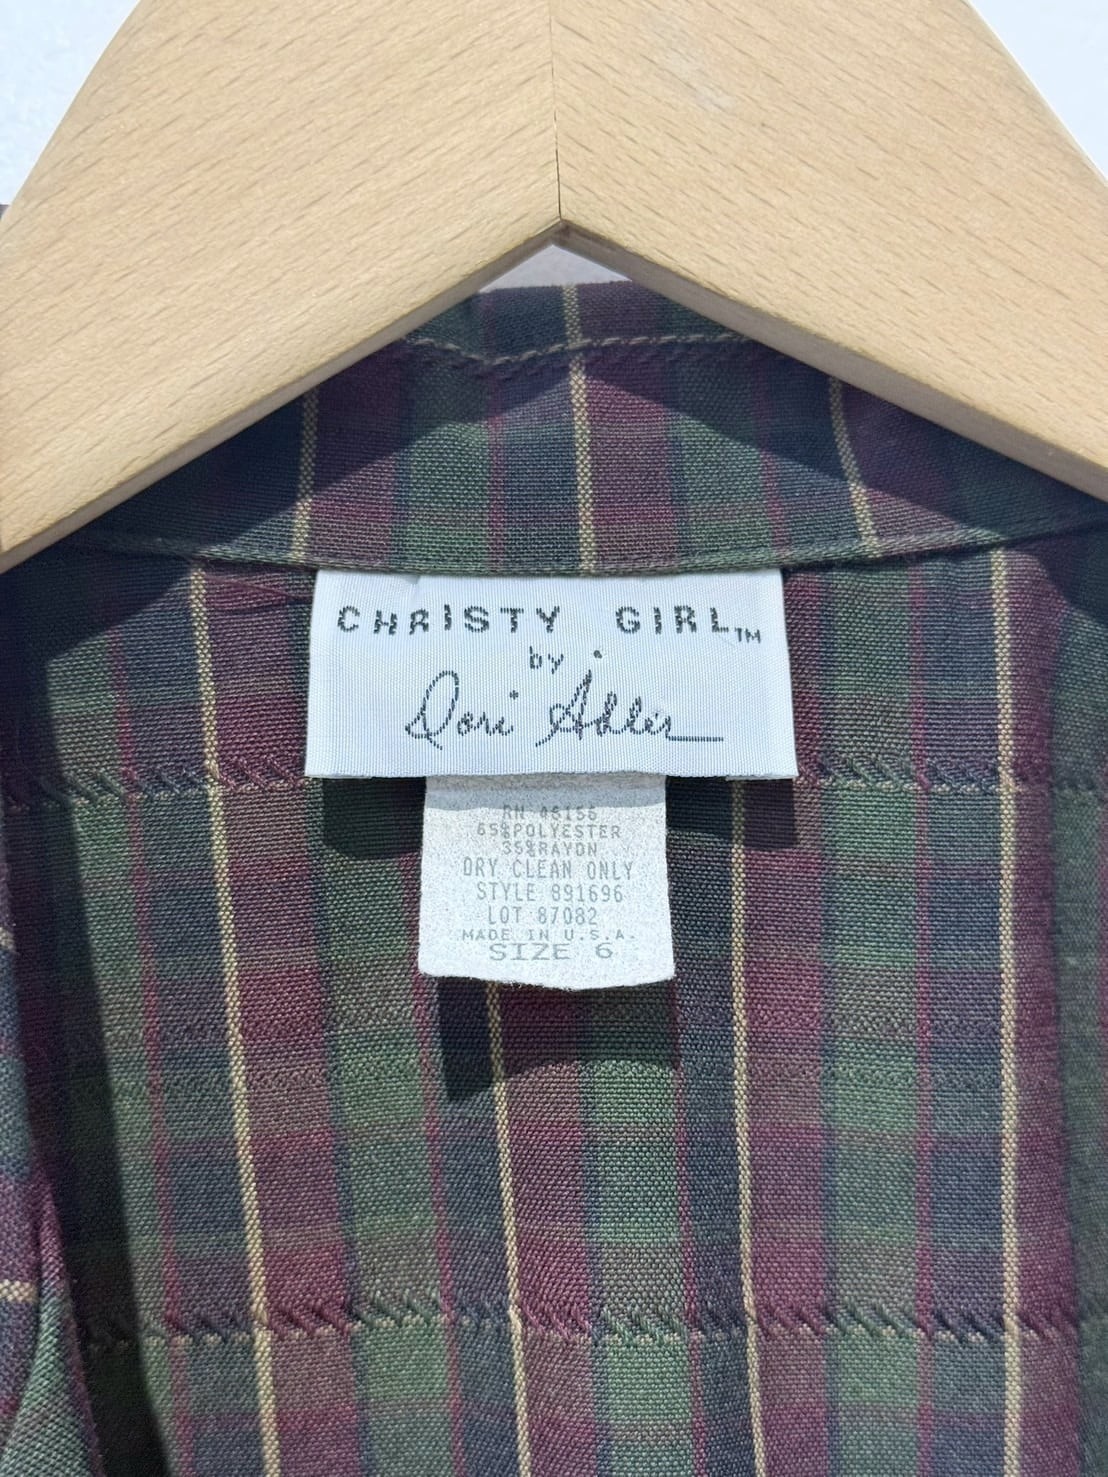 CHRISTY GIRL™
by
Dori Adler
RN 46156
65%POLYESTER
35%RAYON
DRY CLEAN ONLY
STYLE 891696
LOT 87082
MADE IN U.S.A.
SIZE 6